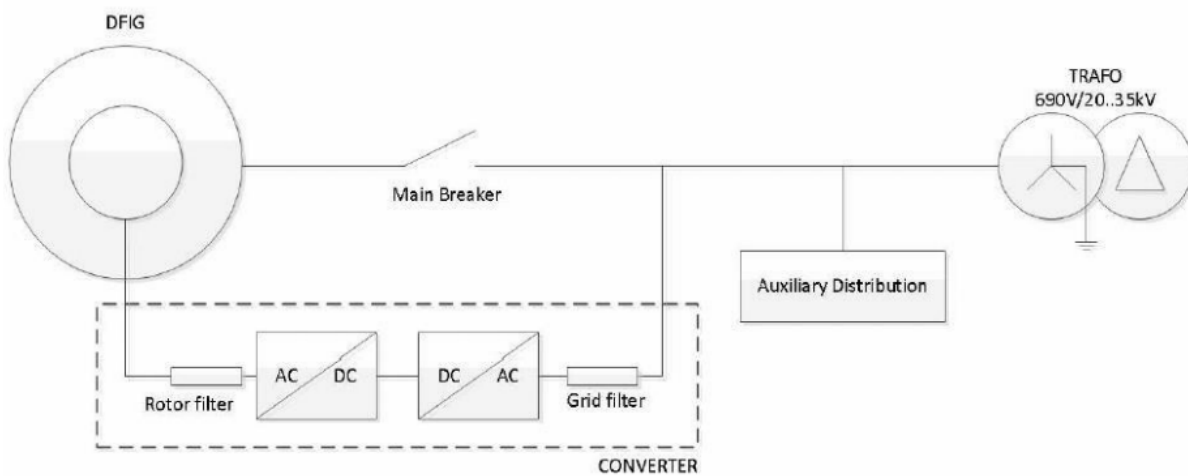 DFIG
TRAFO
690V/20..35kV
Main Breaker
Auxiliary Distribution
AC
DC
DC
AC
Rotor filter
Grid filter
CONVERTER